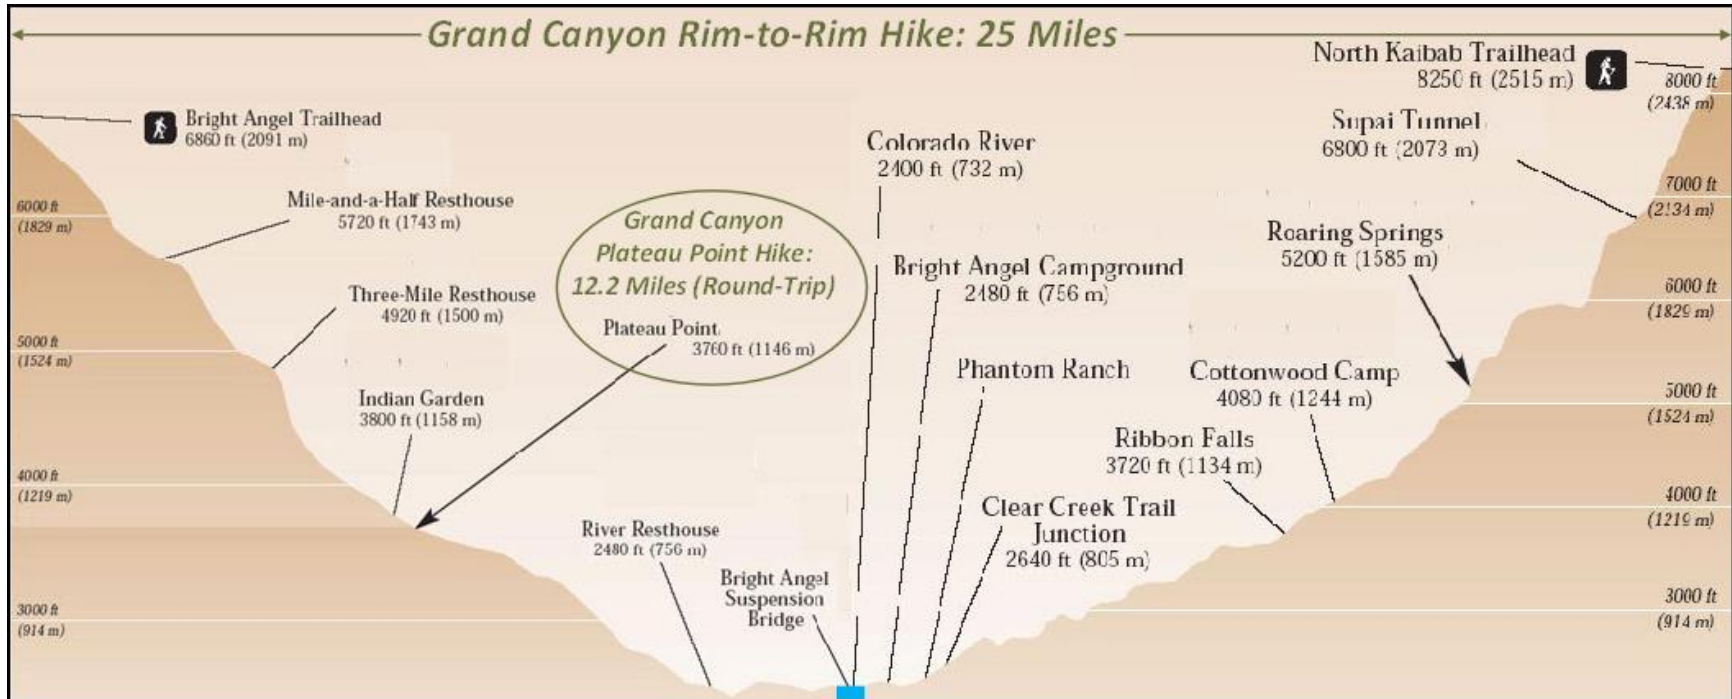 Grand Canyon Rim-to-Rim Hike: 25 Miles
North Kaibab Trailhead
8250 ft (2515 m)
8000 ft
(2438 m)
Bright Angel Trailhead
6860 ft (2091 m)
Supai Tunnel
6800 ft (2073 m)
Colorado River
2400 ft (732 m)
7000 ft
(2134 m)
Mile-and-a-Half Resthouse
5720 ft (1743 m)
6000 ft
(1829 m)
Grand Canyon
Plateau Point Hike:
12.2 Miles (Round-Trip)
Plateau Point
3760 ft (1146 m)
Roaring Springs
5200 ft (1585 m)
Bright Angel Campground
2480 ft (756 m)
6000 ft
(1829 m)
Three-Mile Resthouse
4920 ft (1500 m)
5000 ft
(1524 m)
Phantom Ranch
Cottonwood Camp
4080 ft (1244 m)
5000 ft
(1524 m)
Indian Garden
3800 ft (1158 m)
Ribbon Falls
3720 ft (1134 m)
4000 ft
(1219 m)
4000 ft
(1219 m)
Clear Creek Trail
Junction
2640 ft (805 m)
River Resthouse
2480 ft (756 m)
Bright Angel
Suspension
Bridge
3000 ft
(914 m)
3000 ft
(914 m)